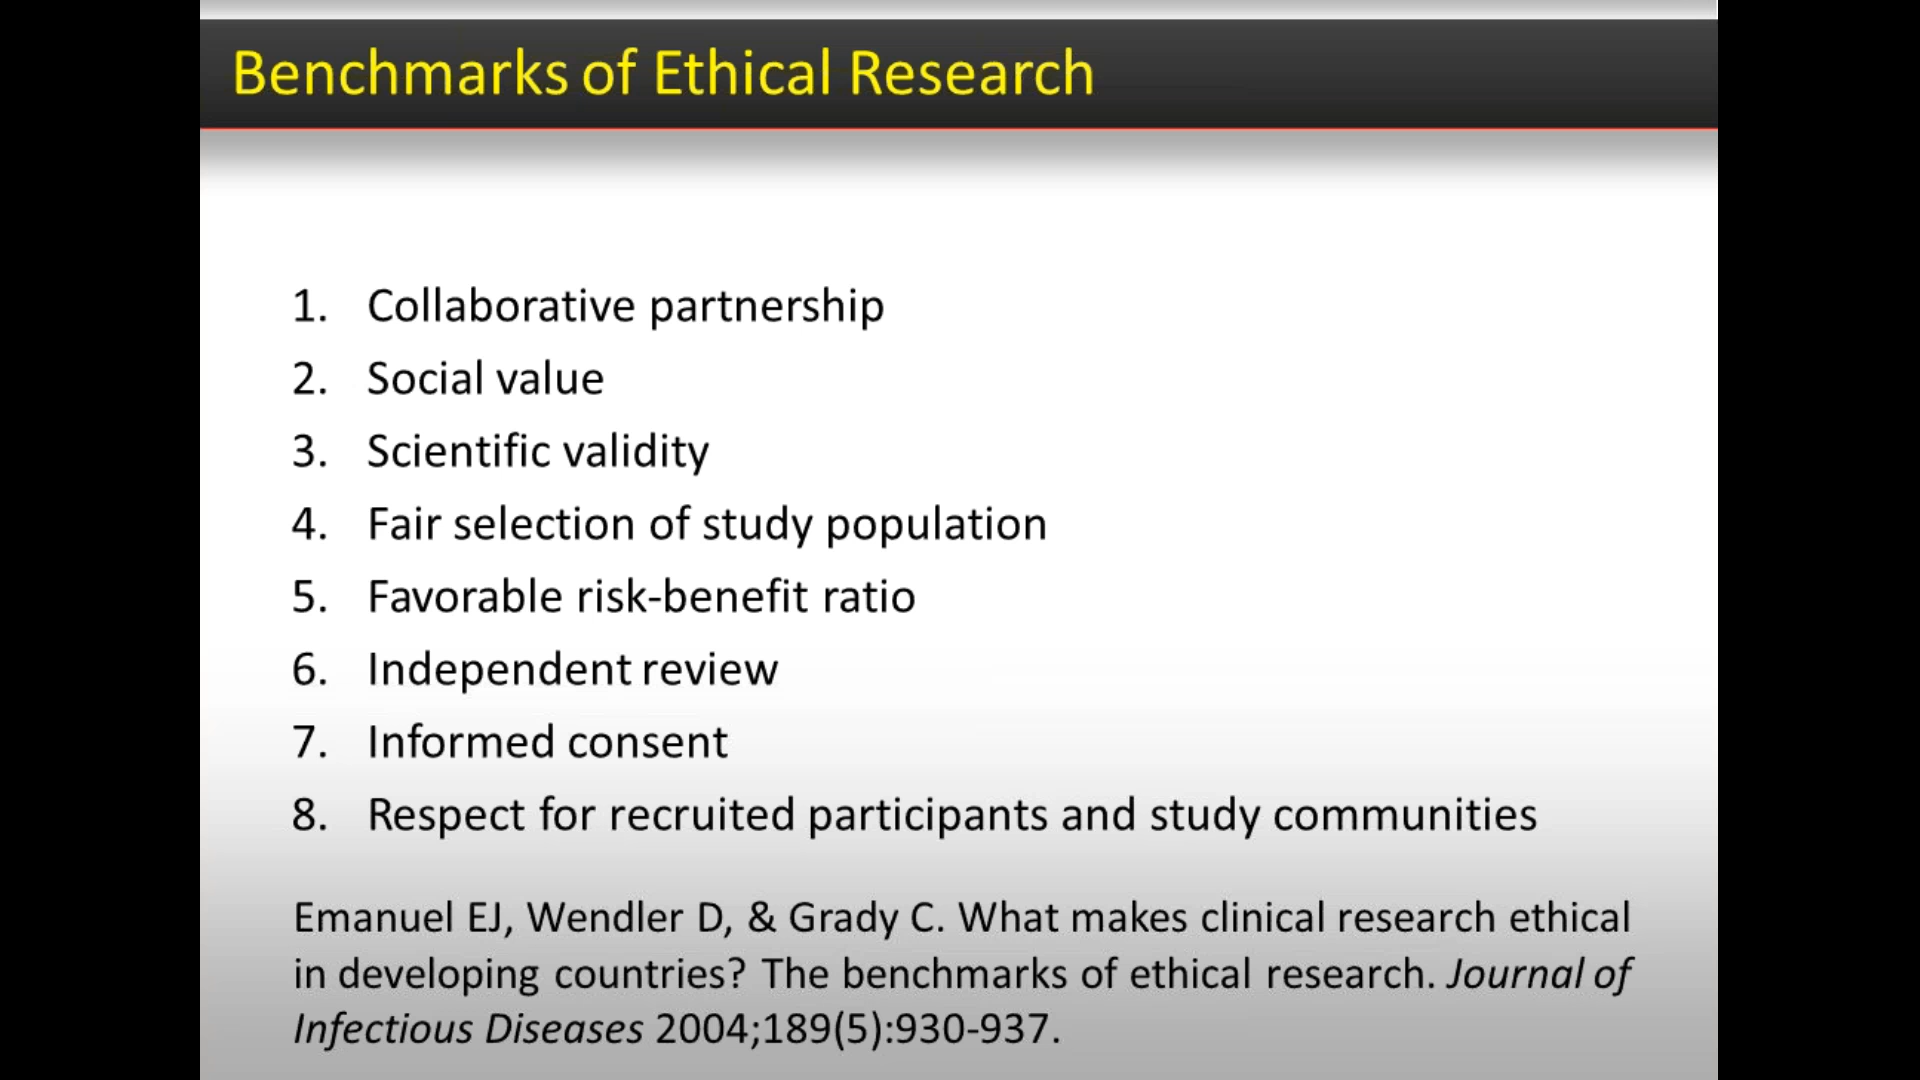 Benchmarks of Ethical Research
1. Collaborative partnership
2. Social value
3. Scientific validity
4. Fair selection of study population
5. Favorable risk-benefit ratio
6. Independent review
7. Informed consent
8. Respect for recruited participants and study communities
Emanuel EJ, Wendler D, & Grady C. What makes clinical research ethical
in developing countries? The benchmarks of ethical research. Journal of
Infectious Diseases 2004;189(5):930-937.